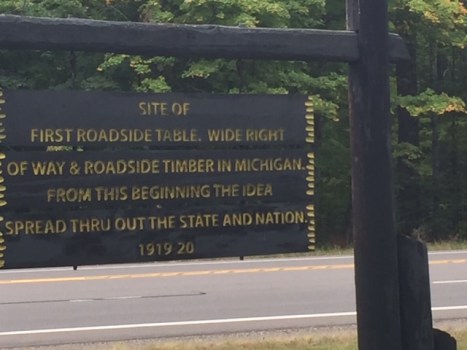 SITE OF
FIRST ROADSIDE TABLE. WIDE RIGHT
OF WAY & ROADSIDE TIMBER IN MICHIGAN.
FROM THIS BEGINNING THE IDEA
SPREAD THRU OUT THE STATE AND NATION.
1919 20